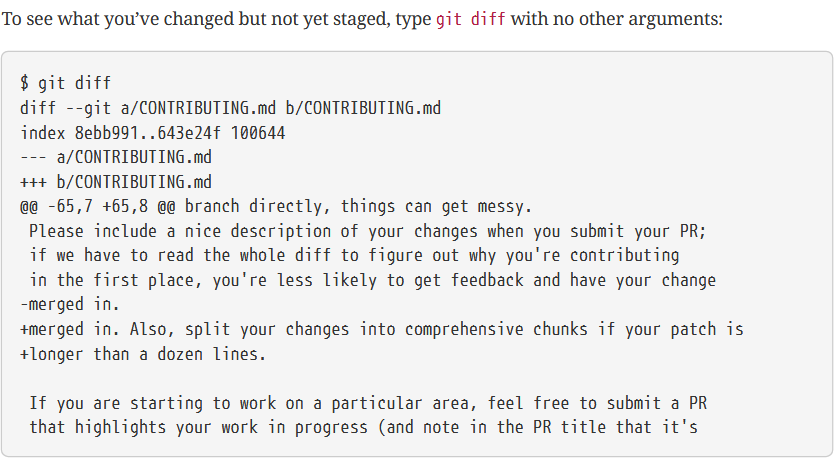 To see what you’ve changed but not yet staged, type git diff with no other arguments:
$ git diff
diff --git a/CONTRIBUTING.md b/CONTRIBUTING.md
index 8ebb991..643e24f 100644
--- a/CONTRIBUTING.md
+++ b/CONTRIBUTING.md
@@ -65,7 +65,8 @@ branch directly, things can get messy.
 Please include a nice description of your changes when you submit your PR;
 if we have to read the whole diff to figure out why you're contributing
 in the first place, you're less likely to get feedback and have your change
-merged in.
+merged in. Also, split your changes into comprehensive chunks if your patch is
+longer than a dozen lines.

 If you are starting to work on a particular area, feel free to submit a PR
 that highlights your work in progress (and note in the PR title that it's